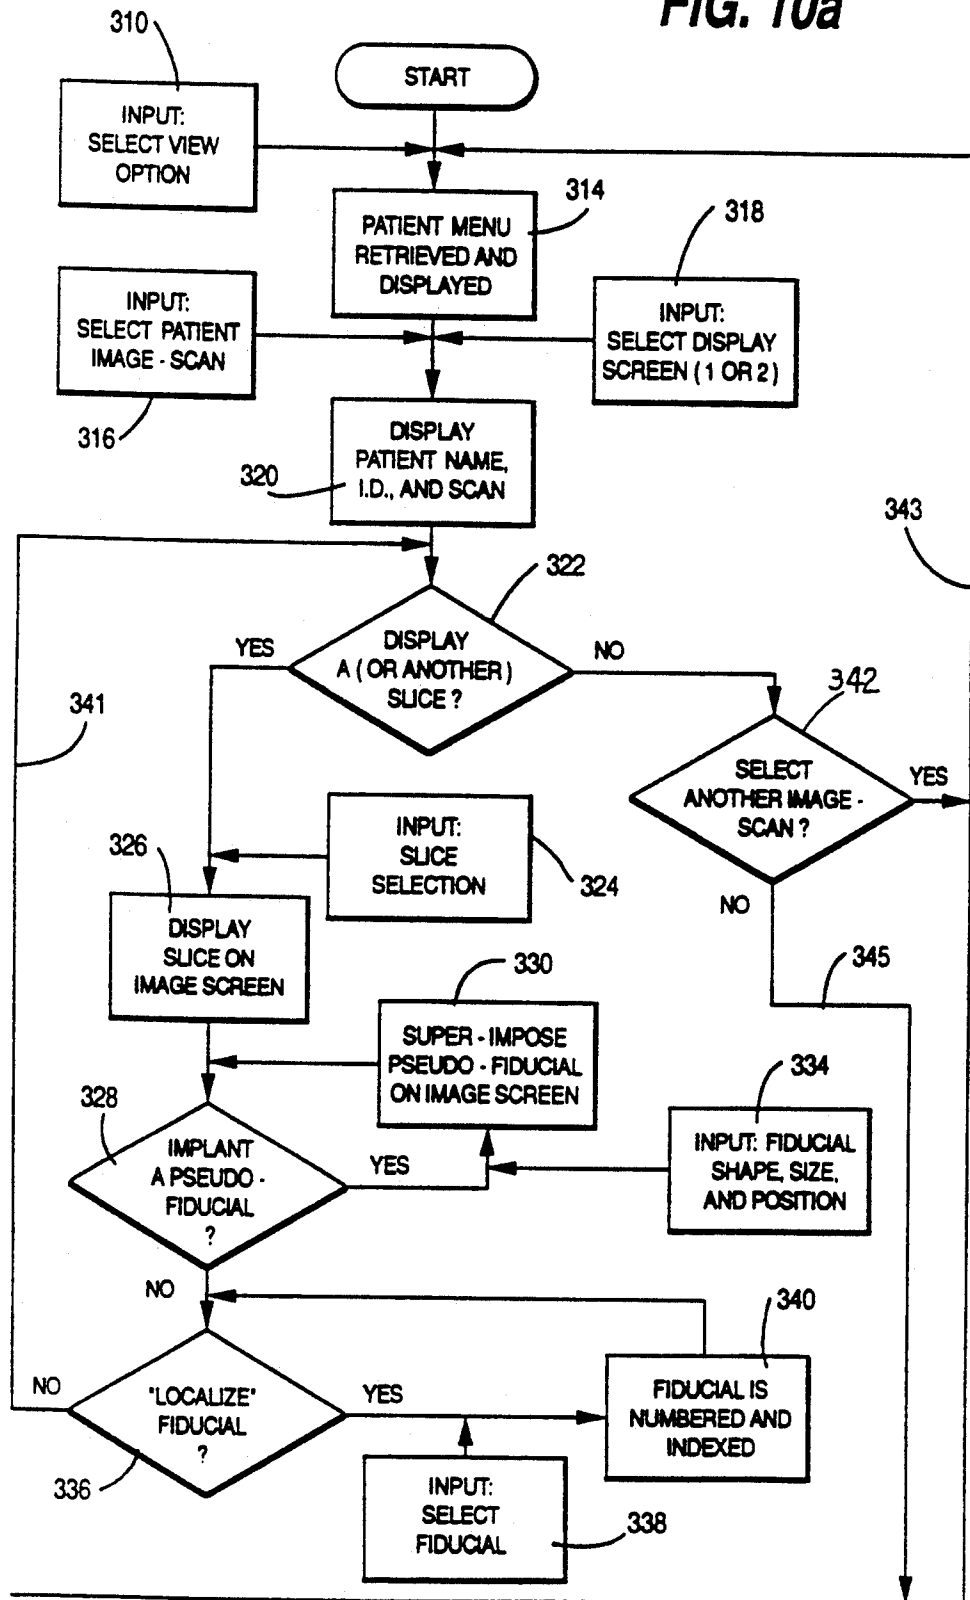 FIG. 10a
310
START
INPUT:
SELECT VIEW
OPTION
314
PATIENT MENU
RETRIEVED AND
DISPLAYED
318
INPUT:
SELECT PATIENT
IMAGE - SCAN
316
INPUT:
SELECT DISPLAY
SCREEN ( 1 OR 2 )
DISPLAY
PATIENT NAME,
I.D., AND SCAN
320
343
322
DISPLAY
A ( OR ANOTHER )
SLICE ?
YES
NO
341
342
SELECT
ANOTHER IMAGE -
SCAN ?
YES
NO
INPUT:
SLICE
SELECTION
324
326
DISPLAY
SLICE ON
IMAGE SCREEN
345
330
SUPER - IMPOSE
PSEUDO - FIDUCIAL
ON IMAGE SCREEN
334
INPUT: FIDUCIAL
SHAPE, SIZE,
AND POSITION
328
IMPLANT
A PSEUDO -
FIDUCIAL
?
YES
NO
340
FIDUCIAL IS
NUMBERED AND
INDEXED
NO
"LOCALIZE"
FIDUCIAL
?
YES
336
INPUT:
SELECT
FIDUCIAL
338